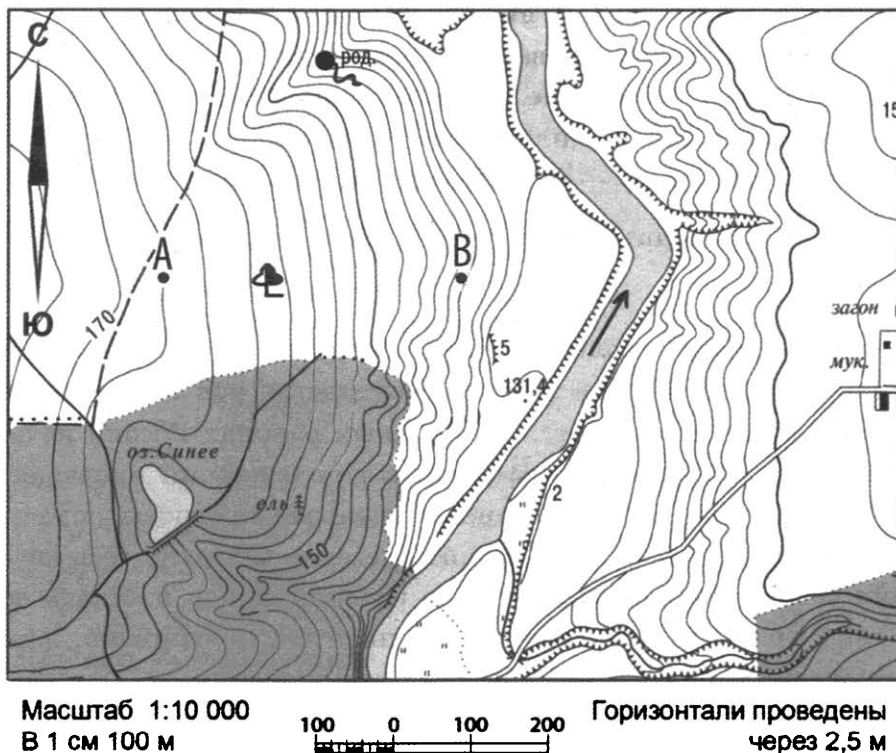 С
род.
15
А
В
Ю
170
5
загон
131,4
мук.
оз.Синее
ель
2
150
Масштаб 1:10 000
В 1 см 100 м
100 0 100 200
Горизонтали проведены
через 2,5 м